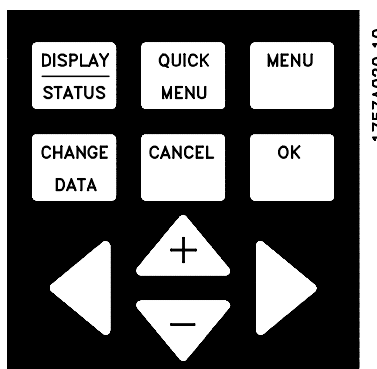 DISPLAY
STATUS
QUICK
MENU
MENU
CHANGE
DATA
CANCEL
OK
+
−